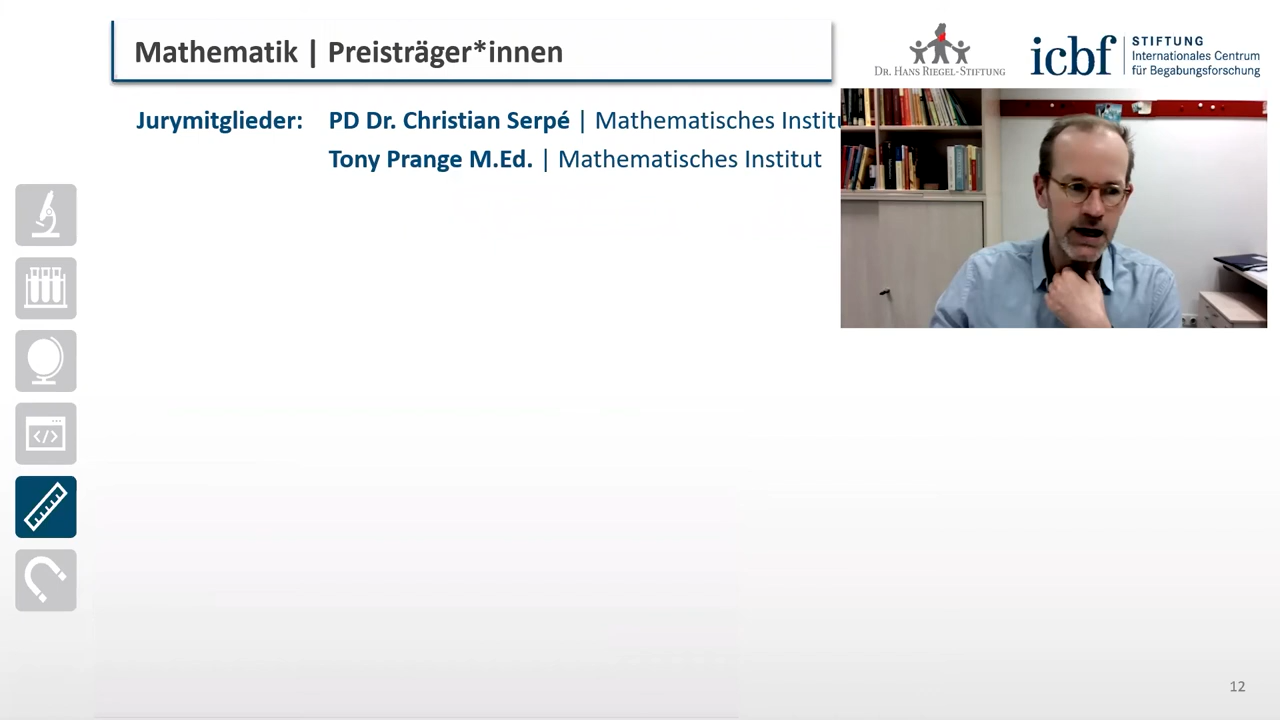 Mathematik | Preisträger*innen
DR. HANS RIEGEL-STIFTUNG
icbf
STIFTUNG
Internationales Centrum
für Begabungsforschung
Jurymitglieder: PD Dr. Christian Serpé | Mathematisches Institu
Tony Prange M.Ed. | Mathematisches Institut
</>
12